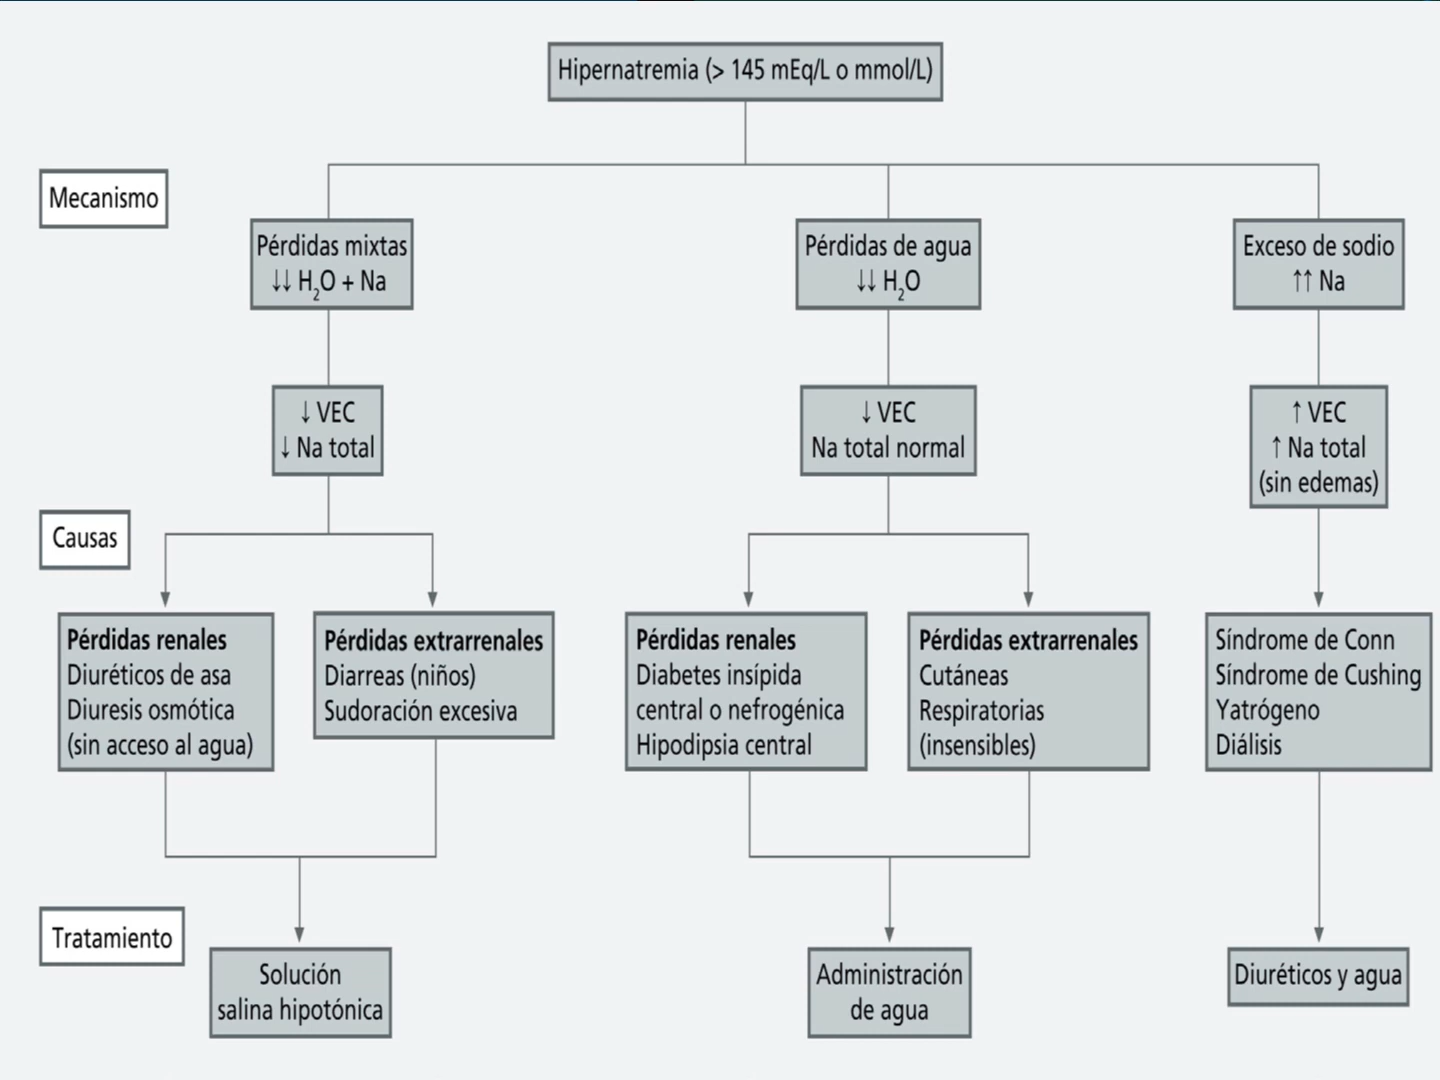 Hipernatremia (> 145 mEq/L o mmol/L)
Mecanismo
Pérdidas mixtas
↓↓ H₂O + Na
Pérdidas de agua
↓↓ H₂O
Exceso de sodio
↑↑ Na
↓ VEC
↓ Na total
↓ VEC
Na total normal
↑ VEC
↑ Na total
(sin edemas)
Causas
Pérdidas renales
Diuréticos de asa
Diuresis osmótica
(sin acceso al agua)
Pérdidas extrarrenales
Diarreas (niños)
Sudoración excesiva
Pérdidas renales
Diabetes insípida
central o nefrogénica
Hipodipsia central
Pérdidas extrarrenales
Cutáneas
Respiratorias
(insensibles)
Síndrome de Conn
Síndrome de Cushing
Yatrógeno
Diálisis
Tratamiento
Solución
salina hipotónica
Administración
de agua
Diuréticos y agua